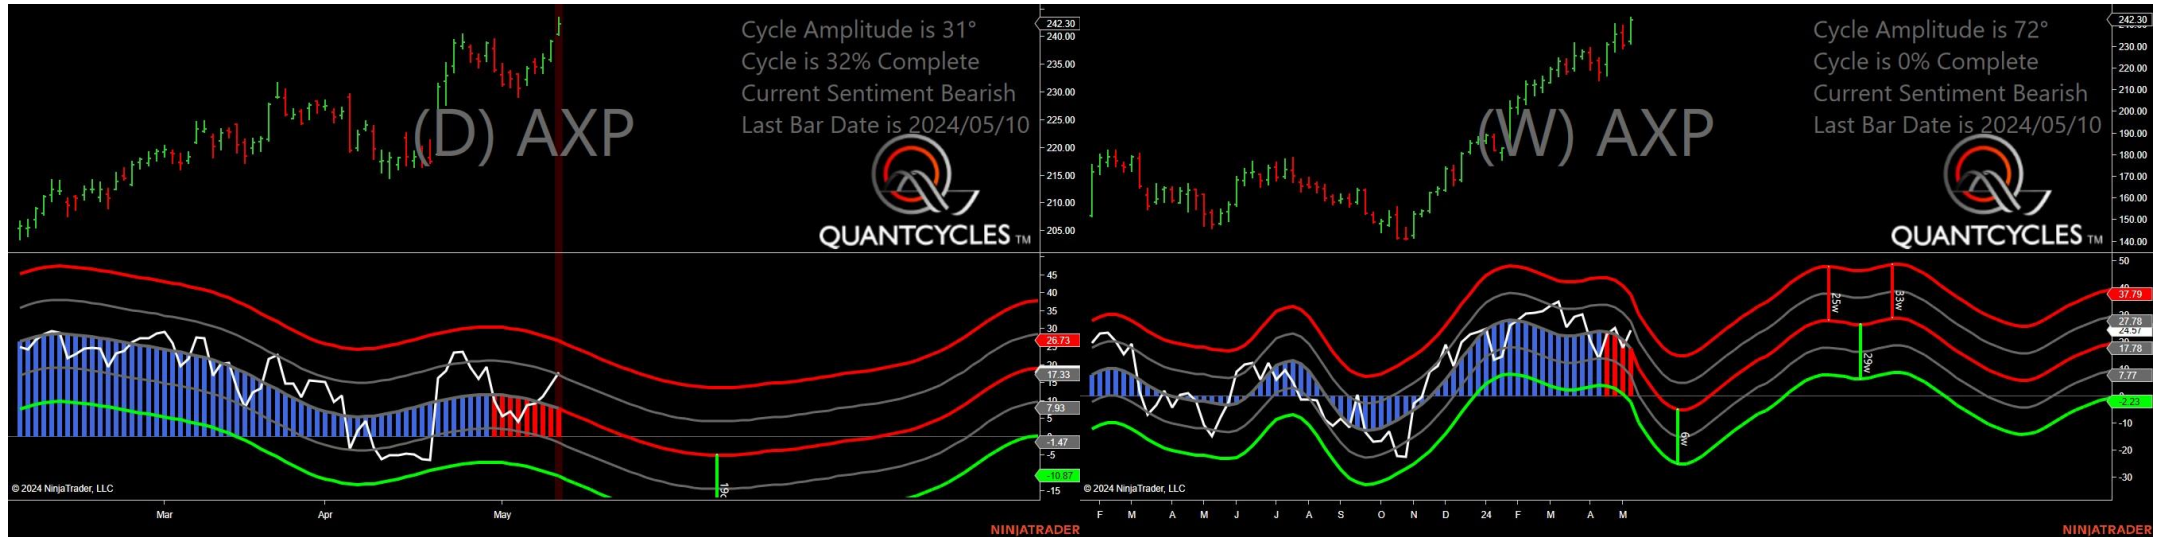 Cycle Amplitude is 31°
Cycle is 32% Complete
Current Sentiment Bearish
Last Bar Date is 2024/05/10
(D) AXP
QUANTCYCLES TM
242.30
240.00
235.00
230.00
225.00
220.00
215.00
210.00
205.00
45
40
35
30
26.73
17.33
15
10
7.93
5
-1.47
-5
-10.87
-15
19
© 2024 NinjaTrader, LLC
Mar
Apr
May
NINJATRADER
Cycle Amplitude is 72°
Cycle is 0% Complete
Current Sentiment Bearish
Last Bar Date is 2024/05/10
(W) AXP
QUANTCYCLES TM
242.30
230.00
220.00
210.00
200.00
190.00
180.00
170.00
160.00
150.00
140.00
50
37.79
27.78
24.57
17.78
7.77
-2.23
-10
-20
-30
25w
33w
29w
6w
© 2024 NinjaTrader, LLC
F M A M J J A S O N D 24 F M A M
NINJATRADER